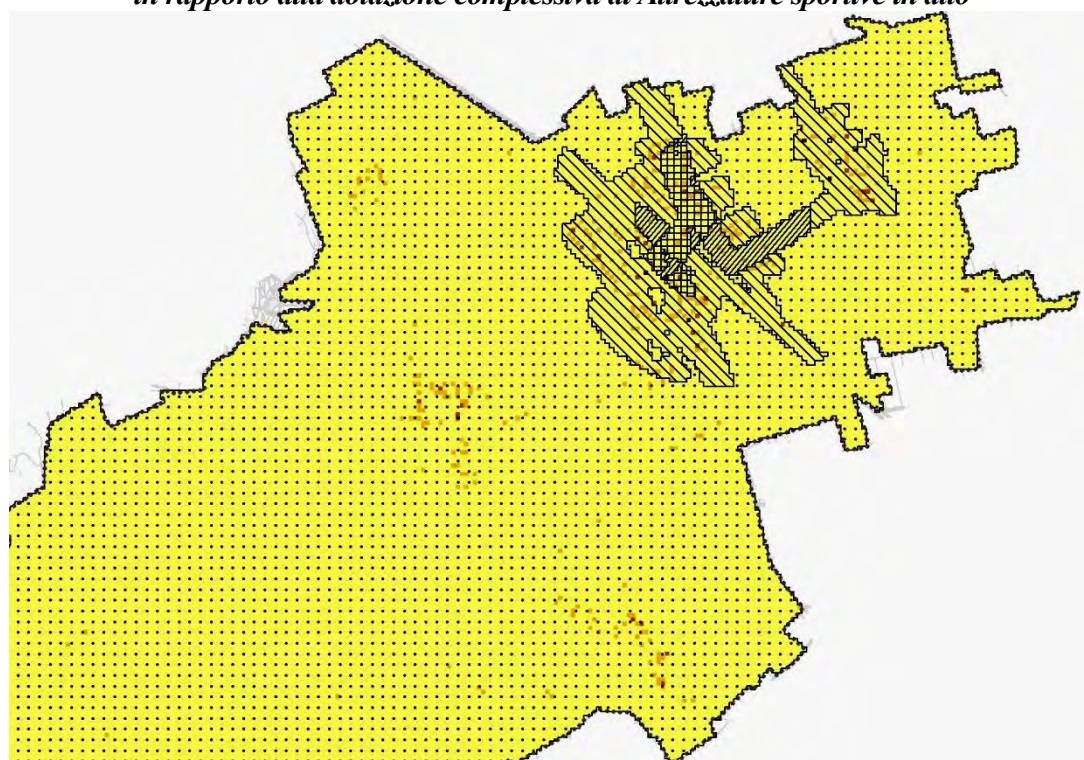 in rapporto alla dotazione complessiva di Attrezzature sportive in atto